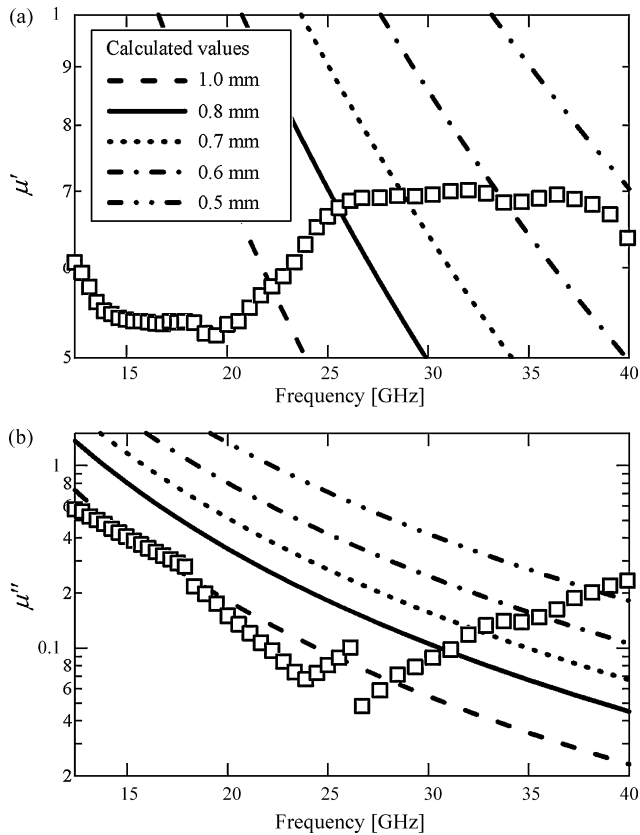 (a)
1
9
8
7
6
5
μ'
Calculated values
1.0 mm
0.8 mm
0.7 mm
0.6 mm
0.5 mm
15 20 25 30 35 40
Frequency [GHz]
(b)
1
8
6
4
2
0.1
8
6
4
2
μ''
15 20 25 30 35 40
Frequency [GHz]